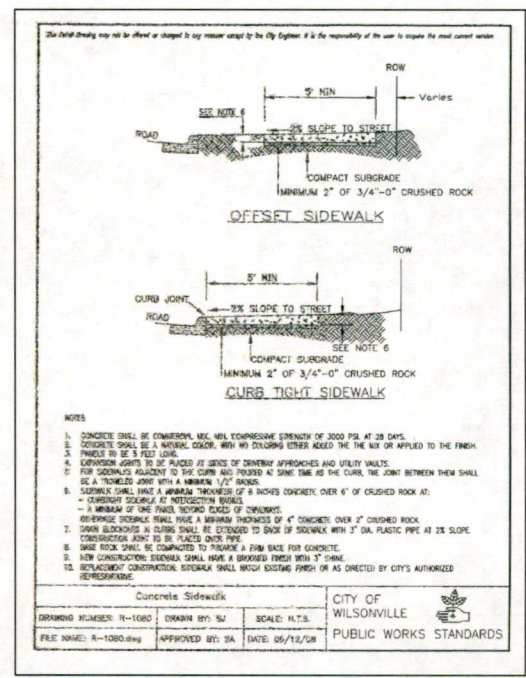 This Detail Drawing may not be altered or changed in any manner except by the City Engineer. It is the responsibility of the user to acquire the most current version
ROW
5' MIN
Varies
SEE NOTE 6
2% SLOPE TO STREET
ROAD
COMPACT SUBGRADE
MINIMUM 2" OF 3/4"-0" CRUSHED ROCK
OFFSET SIDEWALK
ROW
5' MIN
CURB JOINT
2% SLOPE TO STREET
ROAD
SEE NOTE 6
COMPACT SUBGRADE
MINIMUM 2" OF 3/4"-0" CRUSHED ROCK
CURB TIGHT SIDEWALK
NOTES
1. CONCRETE SHALL BE COMMERCIAL MIX, MIN. COMPRESSIVE STRENGTH OF 3000 PSI. AT 28 DAYS.
2. CONCRETE SHALL BE A NATURAL COLOR, WITH NO COLORING EITHER ADDED THE THE MIX OR APPLIED TO THE FINISH.
3. PANELS TO BE 5 FEET LONG.
4. EXPANSION JOINTS TO BE PLACED AT SIDES OF DRIVEWAY APPROACHES AND UTILITY VAULTS.
5. FOR SIDEWALKS ADJACENT TO THE CURB AND POURED AT SAME TIME AS THE CURB, THE JOINT BETWEEN THEM SHALL
BE A TROWELED JOINT WITH A MINIMUM 1/2" RADIUS.
6. SIDEWALK SHALL HAVE A MINIMUM THICKNESS OF 6 INCHES CONCRETE OVER 6" OF CRUSHED ROCK AT:
- CURBTIGHT SIDEWALK AT INTERSECTION RADIUS
- A MINIMUM OF ONE PANEL BEYOND EDGES OF DRIVEWAYS.
OTHERWISE SIDEWALK SHALL HAVE A MINIMUM THICKNESS OF 4" CONCRETE OVER 2" CRUSHED ROCK.
7. DRAIN BLOCKOUTS IN CURBS SHALL BE EXTENDED TO BACK OF SIDEWALK WITH 3" DIA. PLASTIC PIPE AT 2% SLOPE.
CONSTRUCTION JOINT TO BE PLACED OVER PIPE.
8. BASE ROCK SHALL BE COMPACTED TO PROVIDE A FIRM BASE FOR CONCRETE.
9. NEW CONSTRUCTION: SIDEWALK SHALL HAVE A BROOMED FINISH WITH 3" SHINE.
10. REPLACEMENT CONSTRUCTION: SIDEWALK SHALL MATCH EXISTING FINISH OR AS DIRECTED BY CITY'S AUTHORIZED
REPRESENTATIVE.
Concrete Sidewalk
DRAWING NUMBER: R-1080 DRAWN BY: SJ SCALE: N.T.S.
FILE NAME: R-1080.dwg APPROVED BY: SA DATE: 05/12/08
CITY OF
WILSONVILLE
PUBLIC WORKS STANDARDS